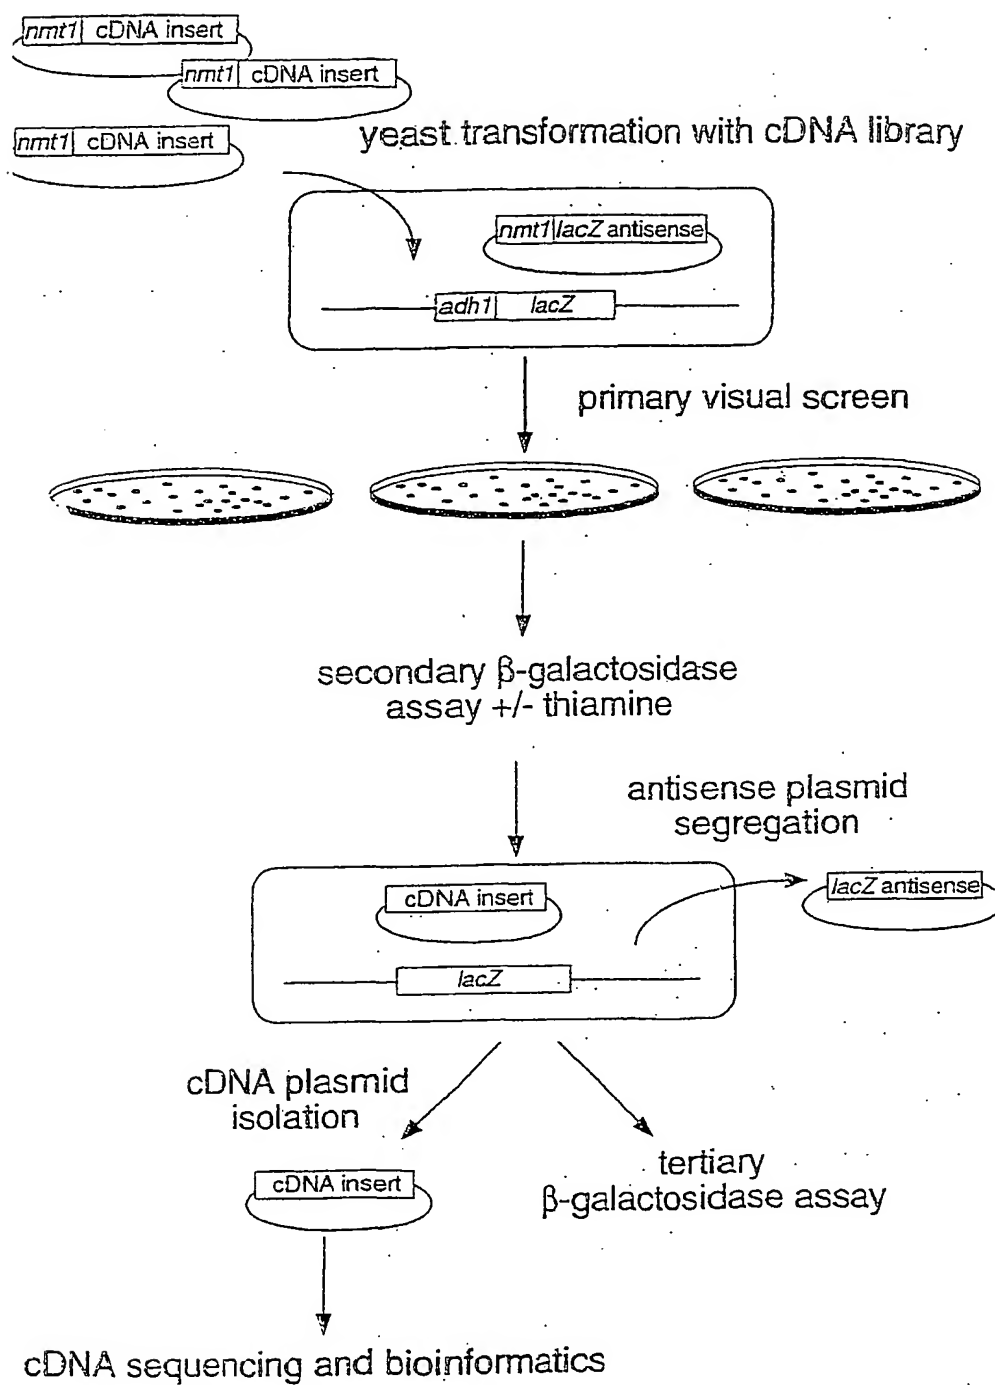 nmt1 cDNA insert
nmt1 cDNA insert
nmt1 cDNA insert
yeast transformation with cDNA library
nmt1 lacZ antisense
adh1 lacZ
primary visual screen
secondary β-galactosidase
assay +/- thiamine
antisense plasmid
segregation
cDNA insert
lacZ antisense
lacZ
cDNA plasmid
isolation
cDNA insert
tertiary
β-galactosidase assay
cDNA sequencing and bioinformatics